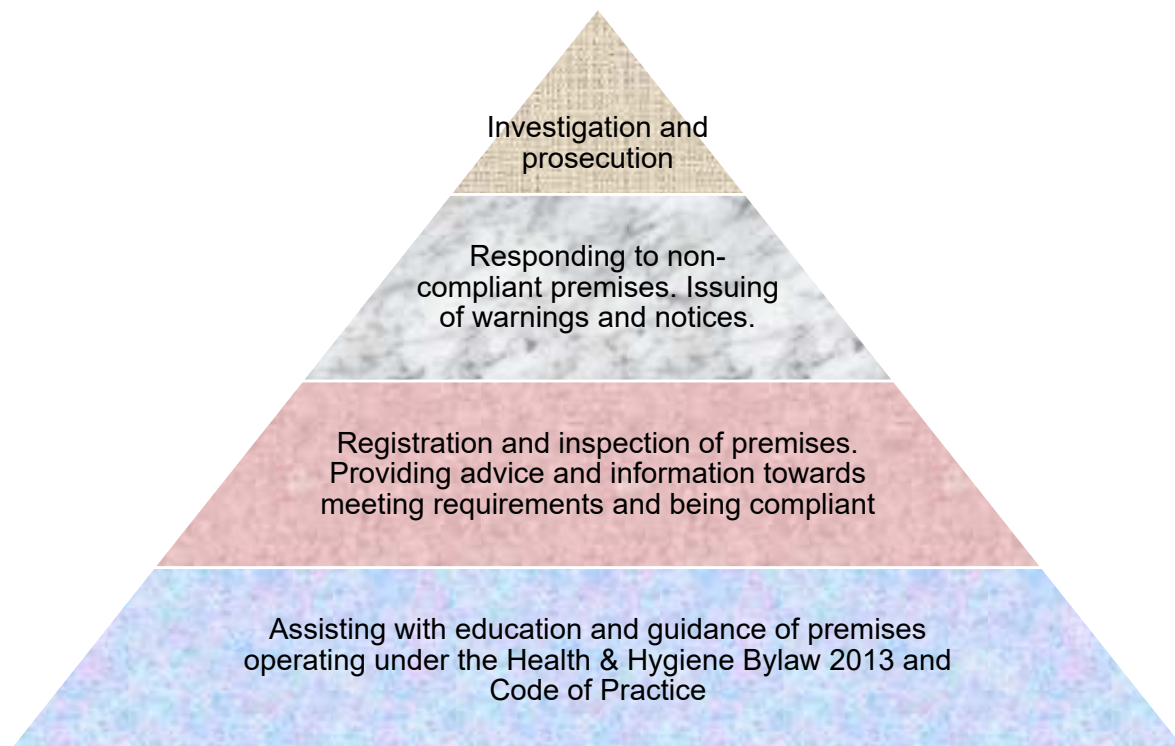 Investigation and
prosecution
Responding to non-
compliant premises. Issuing
of warnings and notices.
Registration and inspection of premises.
Providing advice and information towards
meeting requirements and being compliant
Assisting with education and guidance of premises
operating under the Health & Hygiene Bylaw 2013 and
Code of Practice